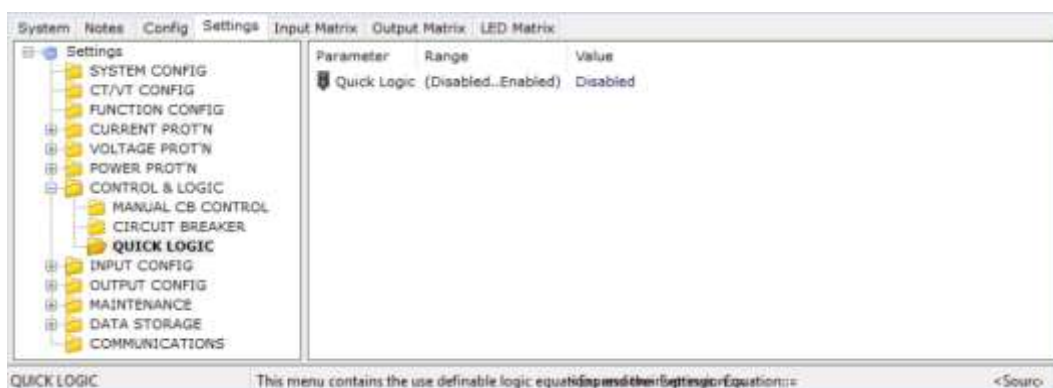 System Notes Config Settings Input Matrix Output Matrix LED Matrix
Settings
SYSTEM CONFIG
CT/VT CONFIG
FUNCTION CONFIG
CURRENT PROT'N
VOLTAGE PROT'N
POWER PROT'N
CONTROL & LOGIC
MANUAL CB CONTROL
CIRCUIT BREAKER
QUICK LOGIC
INPUT CONFIG
OUTPUT CONFIG
MAINTENANCE
DATA STORAGE
COMMUNICATIONS
Parameter Range Value
Quick Logic (Disabled..Enabled) Disabled
QUICK LOGIC This menu contains the use definable logic <Sourc